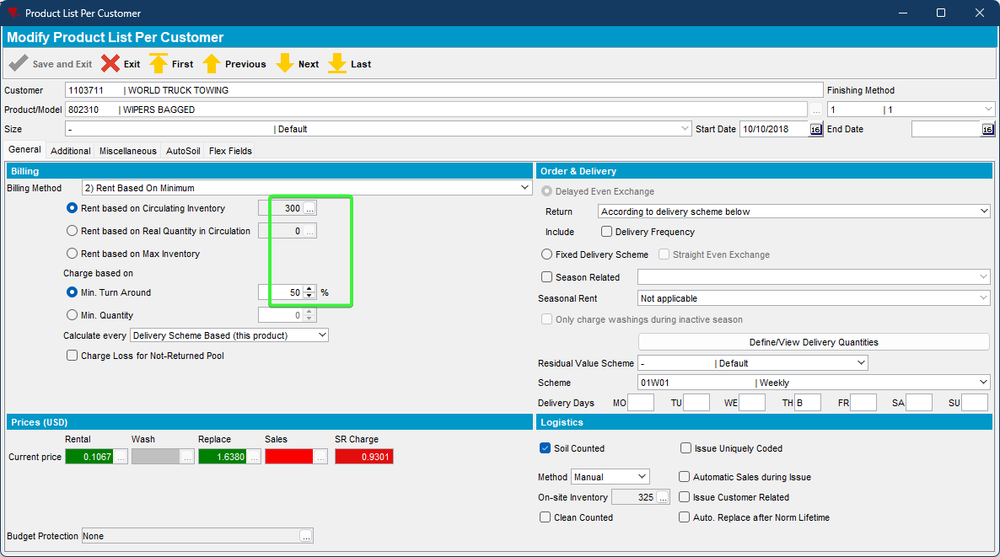 Product List Per Customer
Modify Product List Per Customer
Save and Exit Exit First Previous Next Last
Customer 1103711 | WORLD TRUCK TOWING Finishing Method
Product/Model 802310 | WIPERS BAGGED ... 1 | 1
Size - | Default Start Date 10/10/2018 16 End Date 16
General Additional Miscellaneous AutoSoil Flex Fields
Billing
Billing Method 2) Rent Based On Minimum
Rent based on Circulating Inventory 300 ...
Rent based on Real Quantity in Circulation 0 ...
Rent based on Max Inventory
Charge based on
Min. Turn Around 50 %
Min. Quantity 0
Calculate every Delivery Scheme Based (this product)
Charge Loss for Not-Returned Pool
Order & Delivery
Delayed Even Exchange
Return According to delivery scheme below
Include Delivery Frequency
Fixed Delivery Scheme Straight Even Exchange
Season Related
Seasonal Rent Not applicable
Only charge washings during inactive season
Define/View Delivery Quantities
Residual Value Scheme - | Default
Scheme 01W01 | Weekly
Delivery Days MO TU WE TH B FR SA SU
Prices (USD)
Rental Wash Replace Sales SR Charge
Current price 0.1067 ... ... 1.6380 ... ... 0.9301
Budget Protection None ...
Logistics
Soil Counted Issue Uniquely Coded
Method Manual Automatic Sales during Issue
On-site Inventory 325 ... Issue Customer Related
Clean Counted Auto. Replace after Norm Lifetime